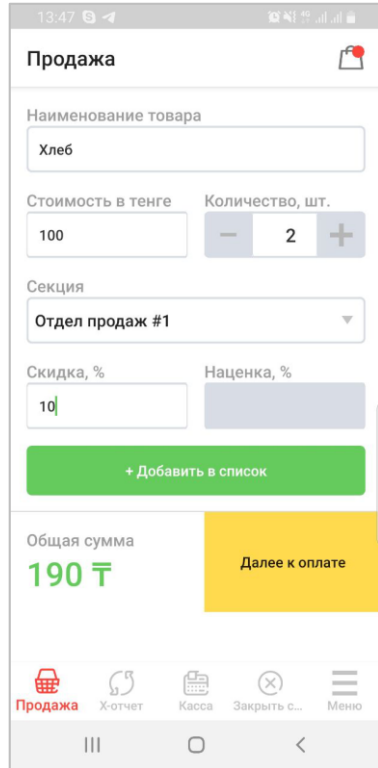 13:47
Продажа
Наименование товара
Хлеб
Стоимость в тенге Количество, шт.
100 − 2 +
Секция
Отдел продаж #1
Скидка, % Наценка, %
10
+ Добавить в список
Общая сумма
190 ₸
Далее к оплате
Продажа X-отчет Касса Закрыть с... Меню